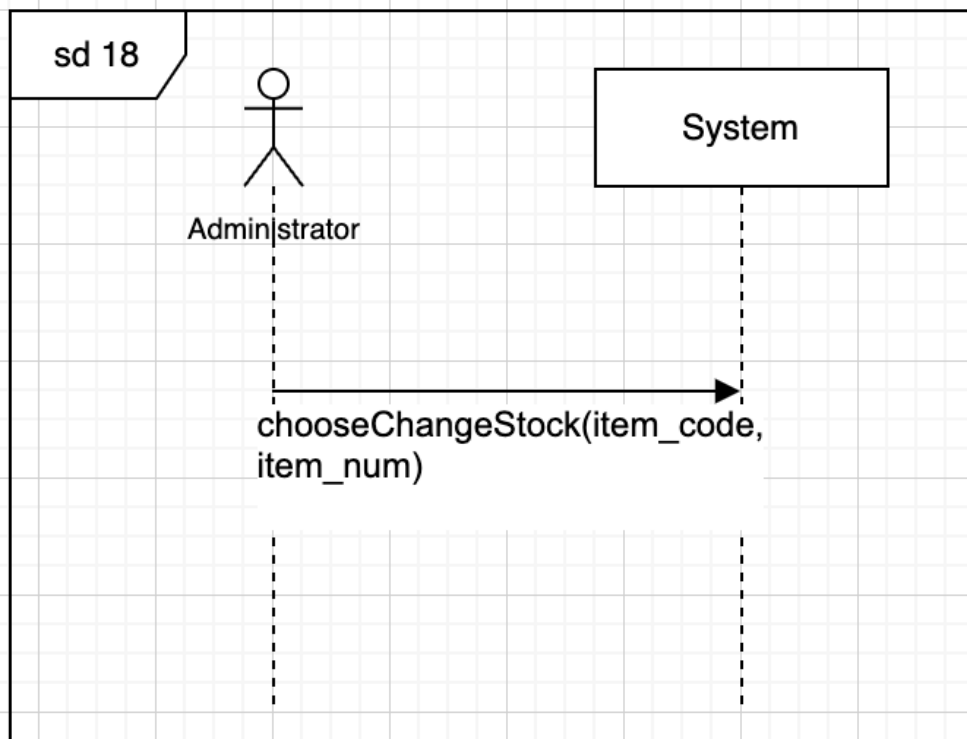 sd 18
System
Administrator
chooseChangeStock(item_code,
item_num)